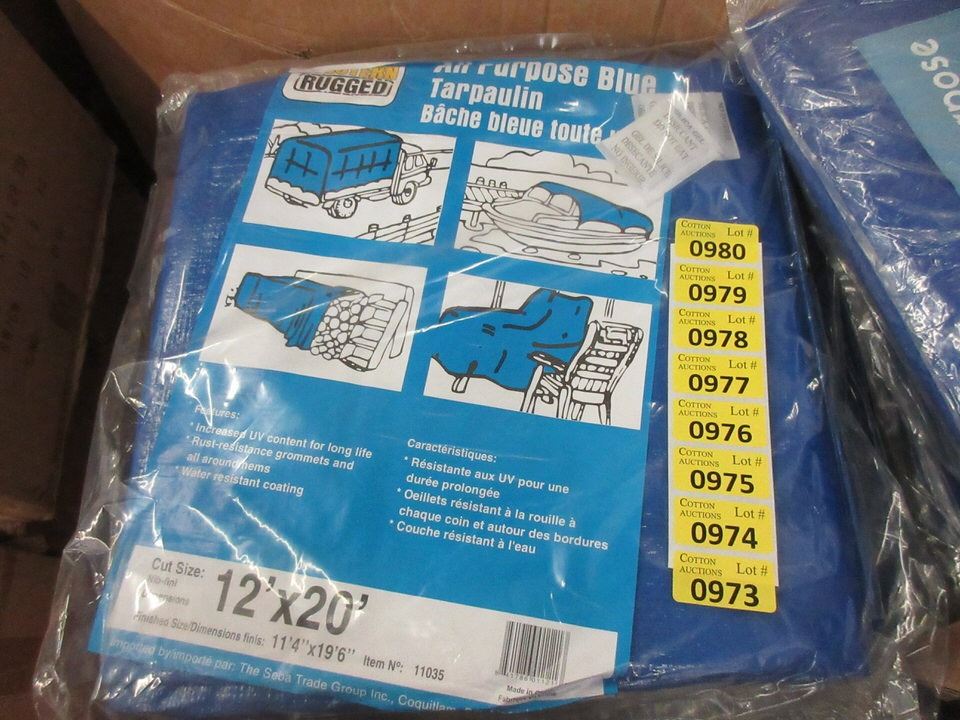 RUGGED
All Purpose Blue
Tarpaulin
Bâche bleue toute
DO NOT EAT
COTTON
AUCTIONS
Lot #
0980
COTTON
AUCTIONS
Lot #
0979
COTTON
AUCTIONS
Lot #
0978
COTTON
AUCTIONS
Lot #
0977
COTTON
AUCTIONS
Lot #
0976
COTTON
AUCTIONS
Lot #
0975
COTTON
AUCTIONS
Lot #
0974
COTTON
AUCTIONS
Lot #
0973
Features:
* Increased UV content for long life
* Rust-resistance grommets and
all around hems
* Water resistant coating
Caractéristiques:
* Résistante aux UV pour une
durée prolongée
* Oeillets résistant à la rouille à
chaque coin et autour des bordures
* Couche résistant à l'eau
Cut Size:
Dimensions
12'x20'
Finished Size/Dimensions finis: 11'4"x19'6"
Item Nº: 11035
Imported by/importé par: The Seba Trade Group Inc., Coquitlam,
Made in